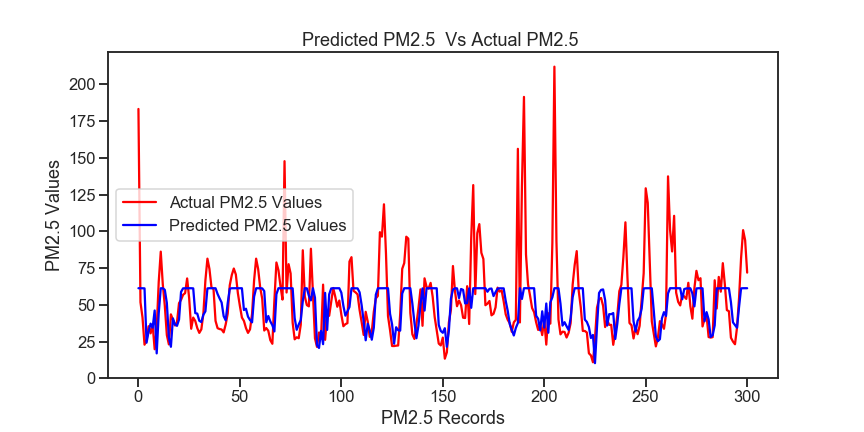 Predicted PM2.5  Vs Actual PM2.5
PM2.5 Values
200
175
150
125
100
75
50
25
0
Actual PM2.5 Values
Predicted PM2.5 Values
0 50 100 150 200 250 300
PM2.5 Records